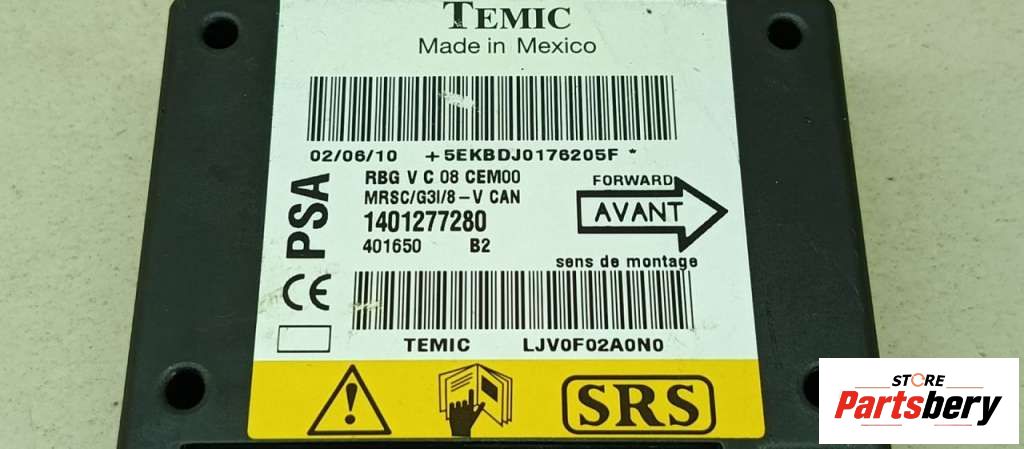 TEMIC
Made in Mexico
02/06/10 +5EKBDJ0176205F *
RBG V C 08 CEM00
MRSC/G3I/8-V CAN
1401277280
401650 B2
PSA
CE
FORWARD
AVANT
sens de montage
TEMIC LJV0F02A0N0
SRS
STORE
Partsbery